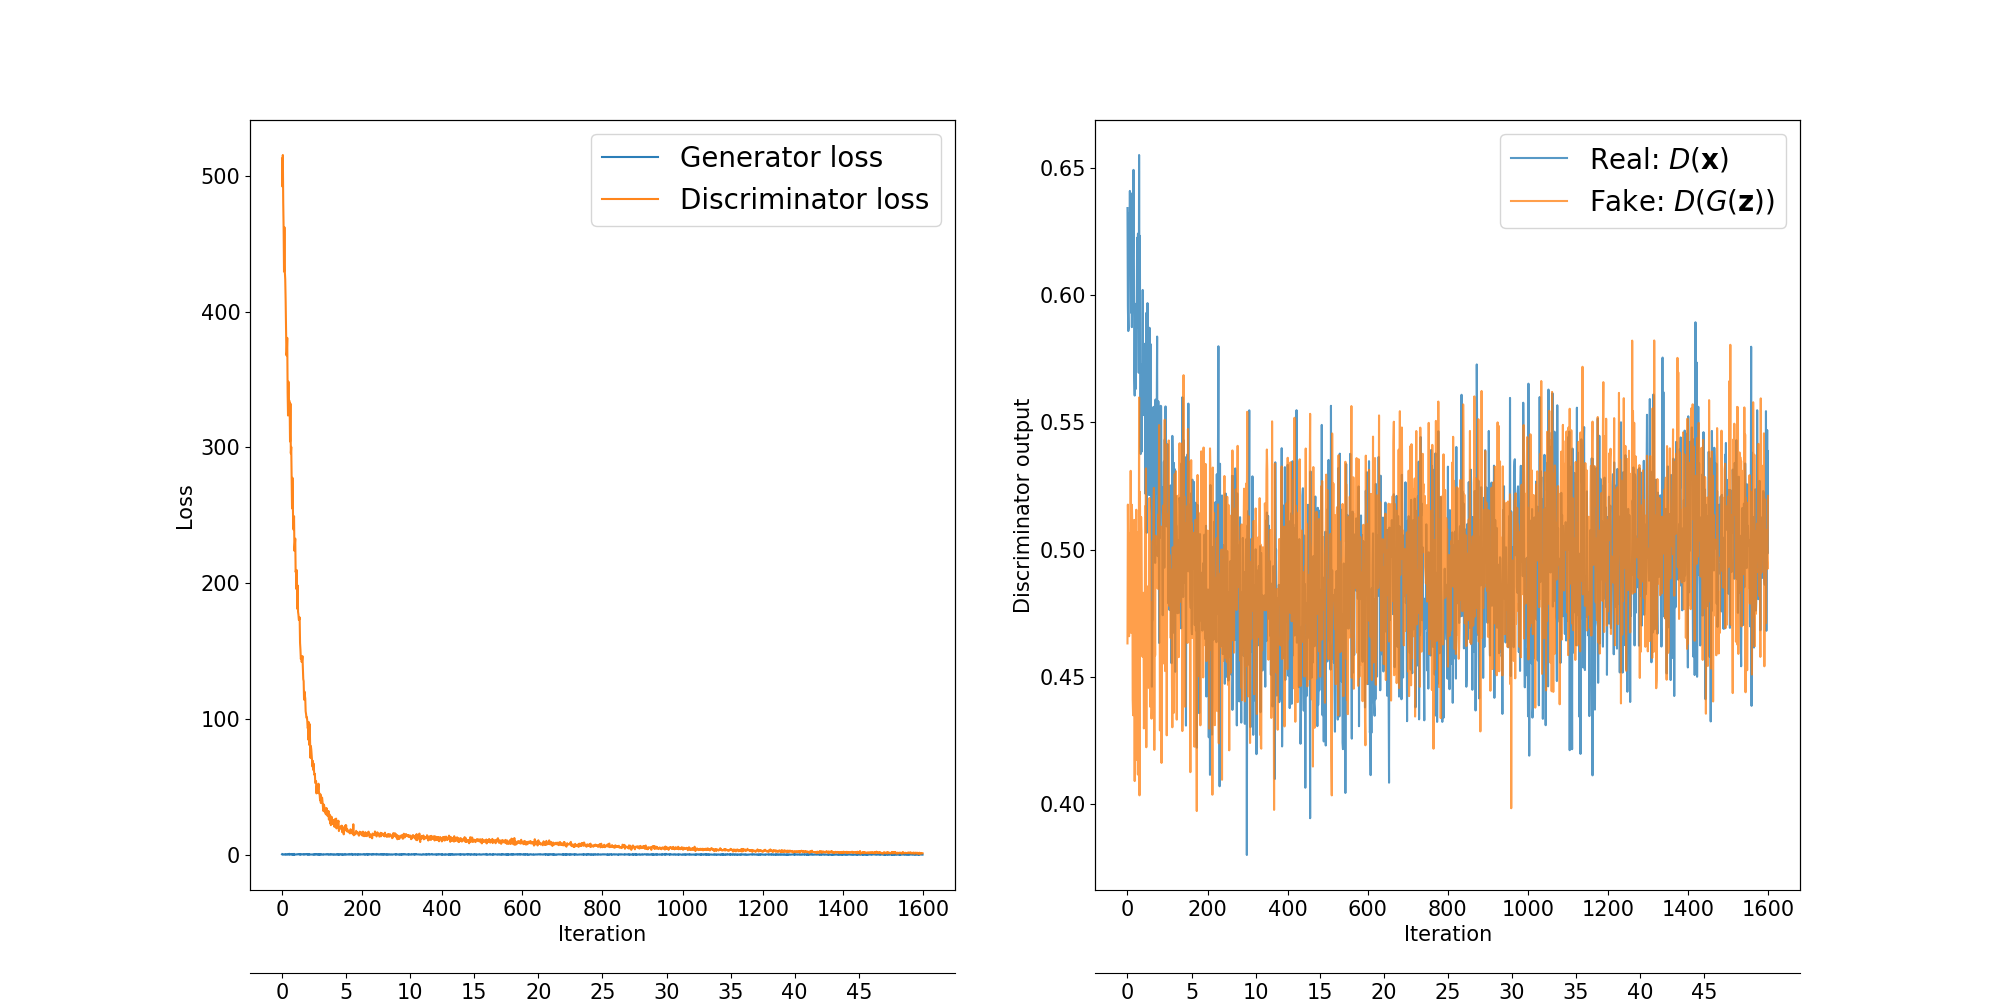 Generator loss
Discriminator loss
500
400
300
200
100
0
Loss
0 200 400 600 800 1000 1200 1400 1600
Iteration
0 5 10 15 20 25 30 35 40 45
Real: D(x)
Fake: D(G(z))
0.65
0.60
0.55
0.50
0.45
0.40
Discriminator output
0 200 400 600 800 1000 1200 1400 1600
Iteration
0 5 10 15 20 25 30 35 40 45